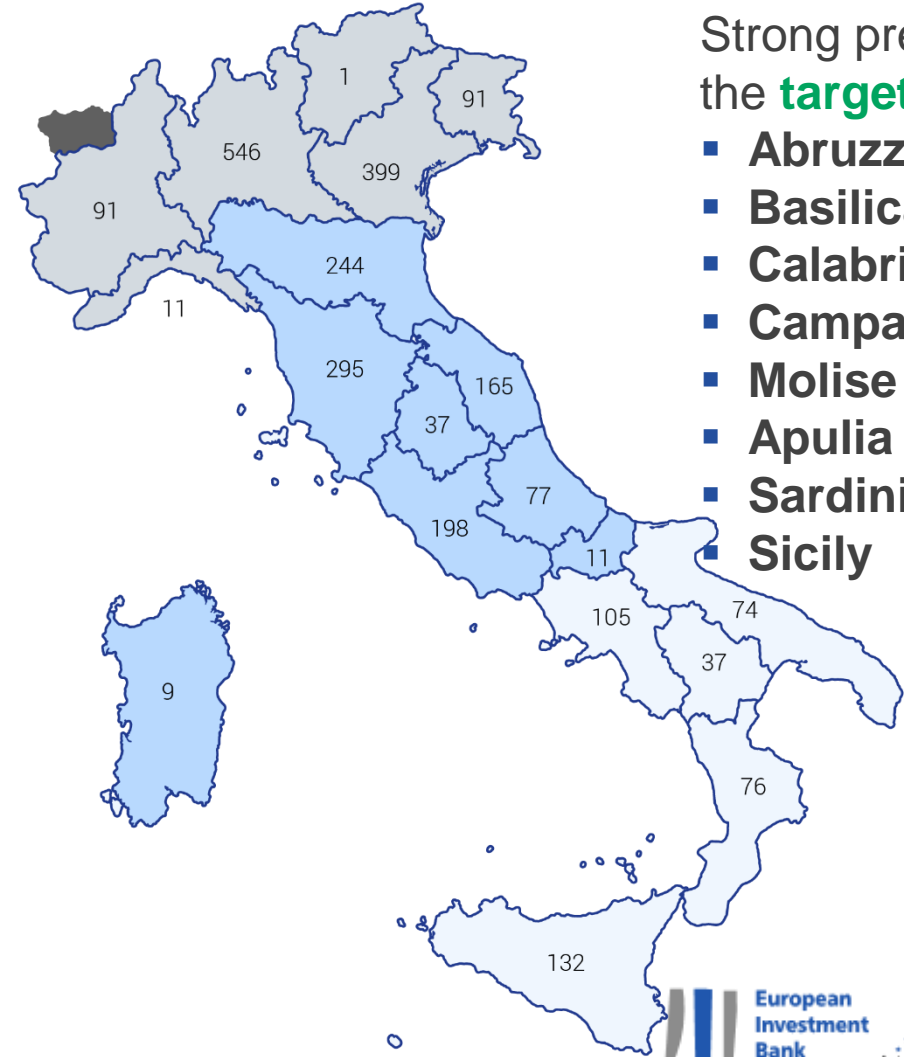 Strong pre
the target
▪ Abruzz
▪ Basilica
▪ Calabri
▪ Campa
▪ Molise
▪ Apulia
▪ Sardini
▪ Sicily
1
91
546
399
91
244
11
295
165
37
77
198
11
105
74
37
9
76
132
European
Investment
Bank